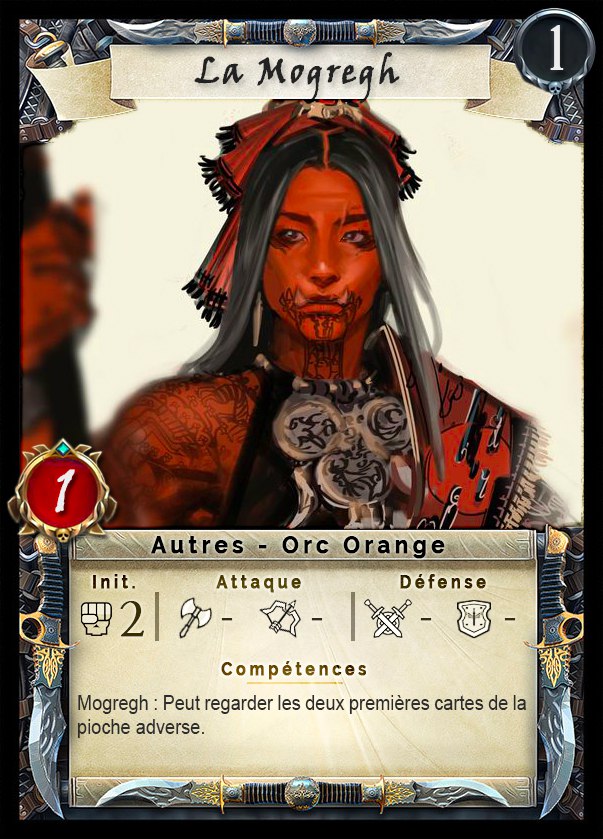 1
La Mogregh
1
Autres - Orc Orange
Init. Attaque Défense
2 - - - -
Compétences
Mogregh : Peut regarder les deux premières cartes de la
pioche adverse.